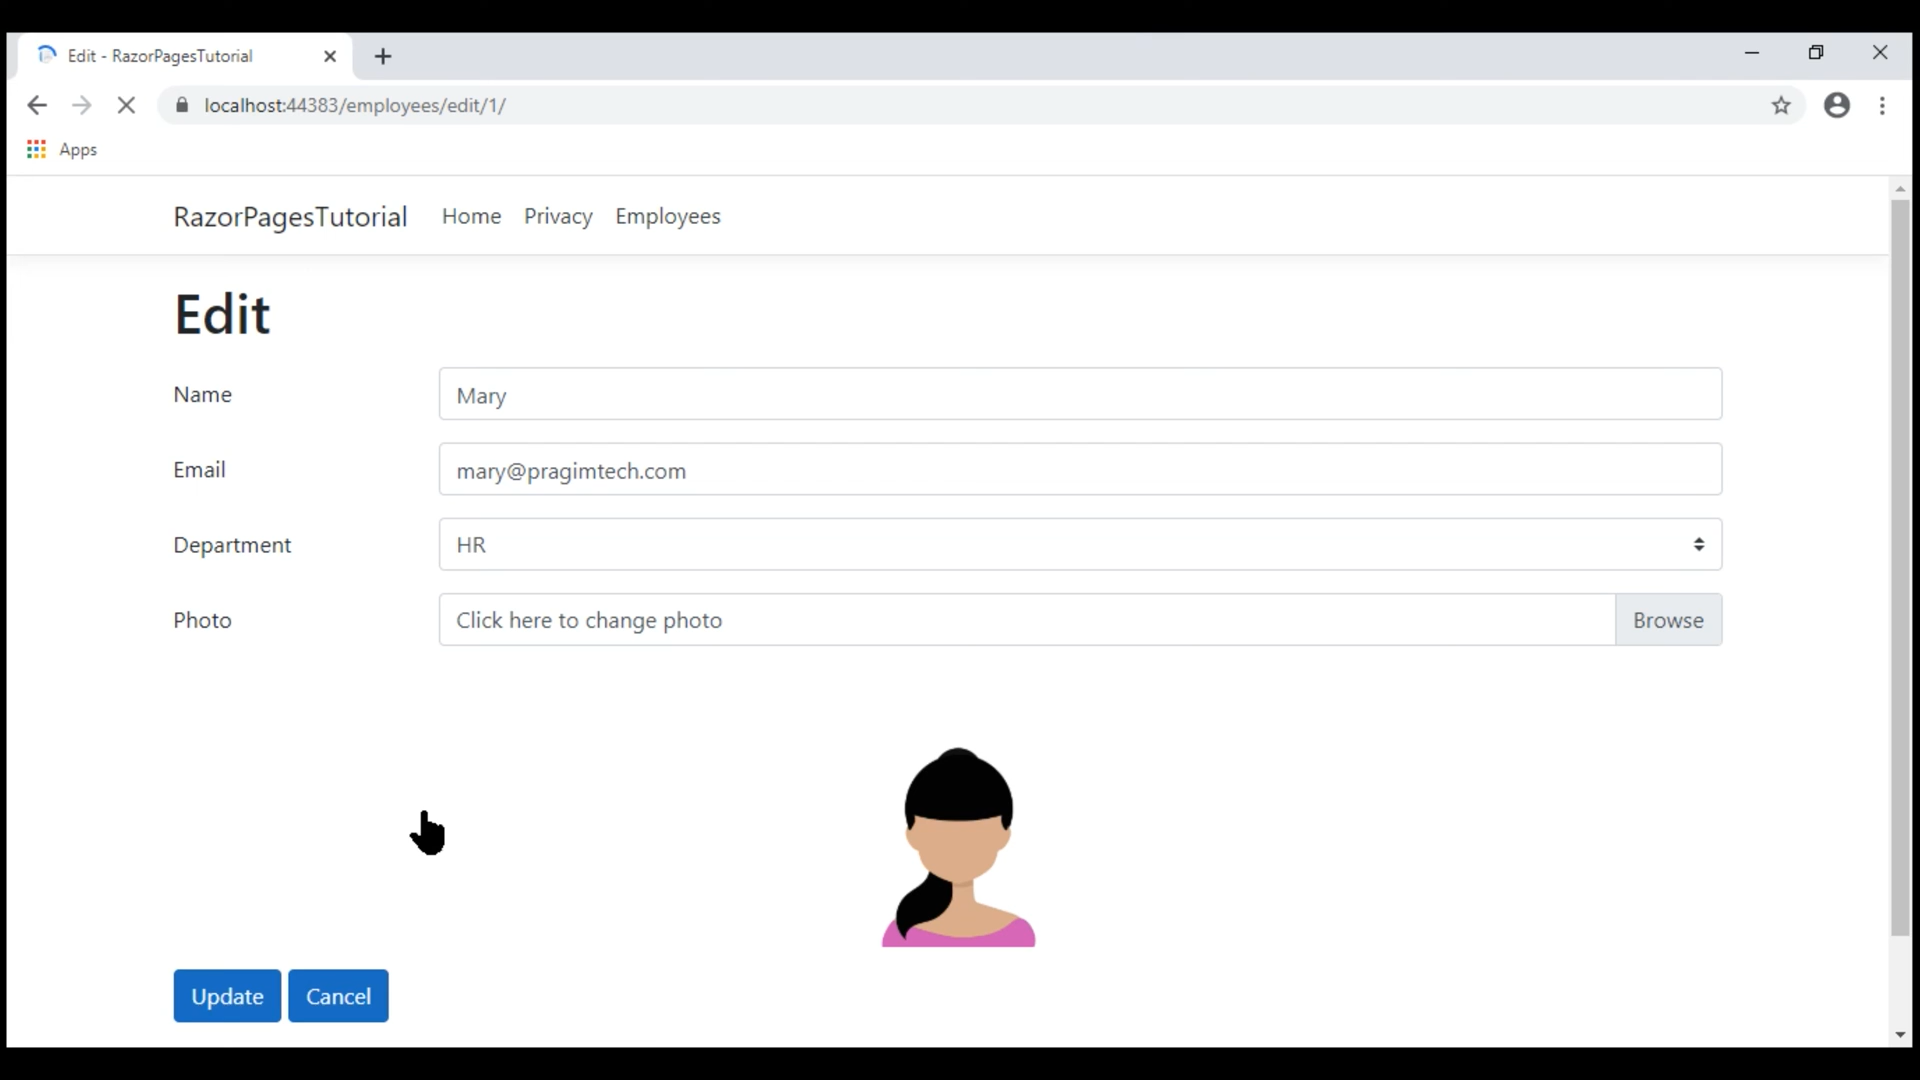 Edit - RazorPagesTutorial
localhost:44383/employees/edit/1/
Apps
RazorPagesTutorial Home Privacy Employees
Edit
Name Mary
Email mary@pragimtech.com
Department HR
Photo Click here to change photo Browse
Update Cancel